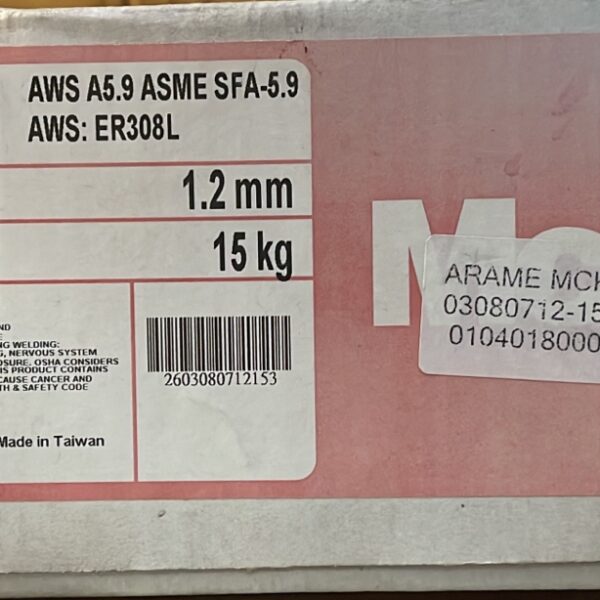 AWS A5.9 ASME SFA-5.9
AWS: ER308L
1.2 mm
15 kg
ND
NG WELDING:
G, NERVOUS SYSTEM
OSURE. OSHA CONSIDERS
IS PRODUCT CONTAINS
CAUSE CANCER AND
TH & SAFETY CODE
Made in Taiwan
2603080712153
Mc
ARAME MCK
03080712-15
0104018000